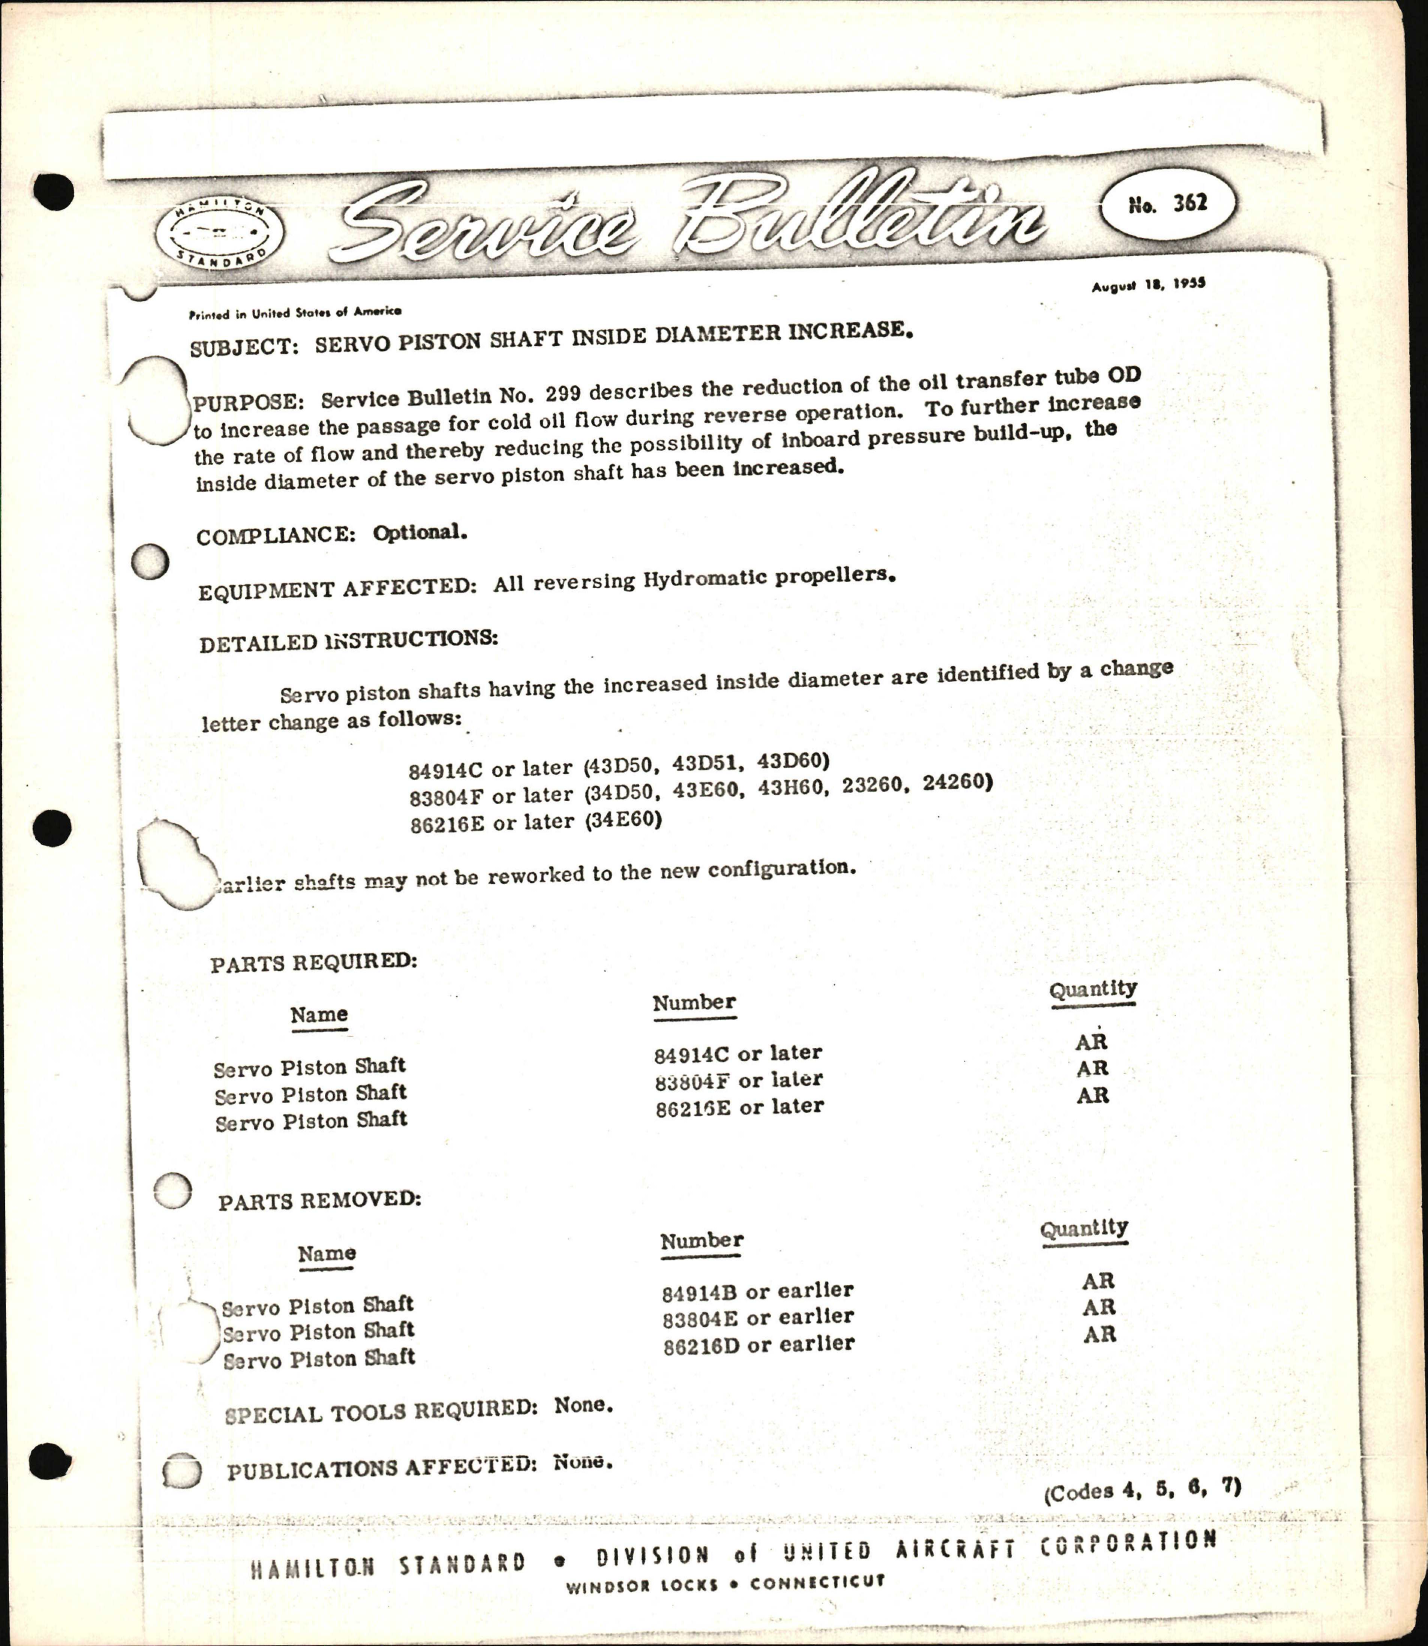 HAMILTON
STANDARD
Service Bulletin
No. 362
August 18, 1955
Printed in United States of America
SUBJECT: SERVO PISTON SHAFT INSIDE DIAMETER INCREASE.
PURPOSE: Service Bulletin No. 299 describes the reduction of the oil transfer tube OD
to increase the passage for cold oil flow during reverse operation. To further increase
the rate of flow and thereby reducing the possibility of inboard pressure build-up, the
inside diameter of the servo piston shaft has been increased.
COMPLIANCE: Optional.
EQUIPMENT AFFECTED: All reversing Hydromatic propellers.
DETAILED INSTRUCTIONS:
Servo piston shafts having the increased inside diameter are identified by a change
letter change as follows:
84914C or later (43D50, 43D51, 43D60)
83804F or later (34D50, 43E60, 43H60, 23260, 24260)
86216E or later (34E60)
Earlier shafts may not be reworked to the new configuration.
PARTS REQUIRED:
Name Number Quantity
Servo Piston Shaft 84914C or later AR
Servo Piston Shaft 83804F or later AR
Servo Piston Shaft 86216E or later AR
PARTS REMOVED:
Name Number Quantity
Servo Piston Shaft 84914B or earlier AR
Servo Piston Shaft 83804E or earlier AR
Servo Piston Shaft 86216D or earlier AR
SPECIAL TOOLS REQUIRED: None.
PUBLICATIONS AFFECTED: None.
(Codes 4, 5, 6, 7)
HAMILTON STANDARD • DIVISION of UNITED AIRCRAFT CORPORATION
WINDSOR LOCKS • CONNECTICUT